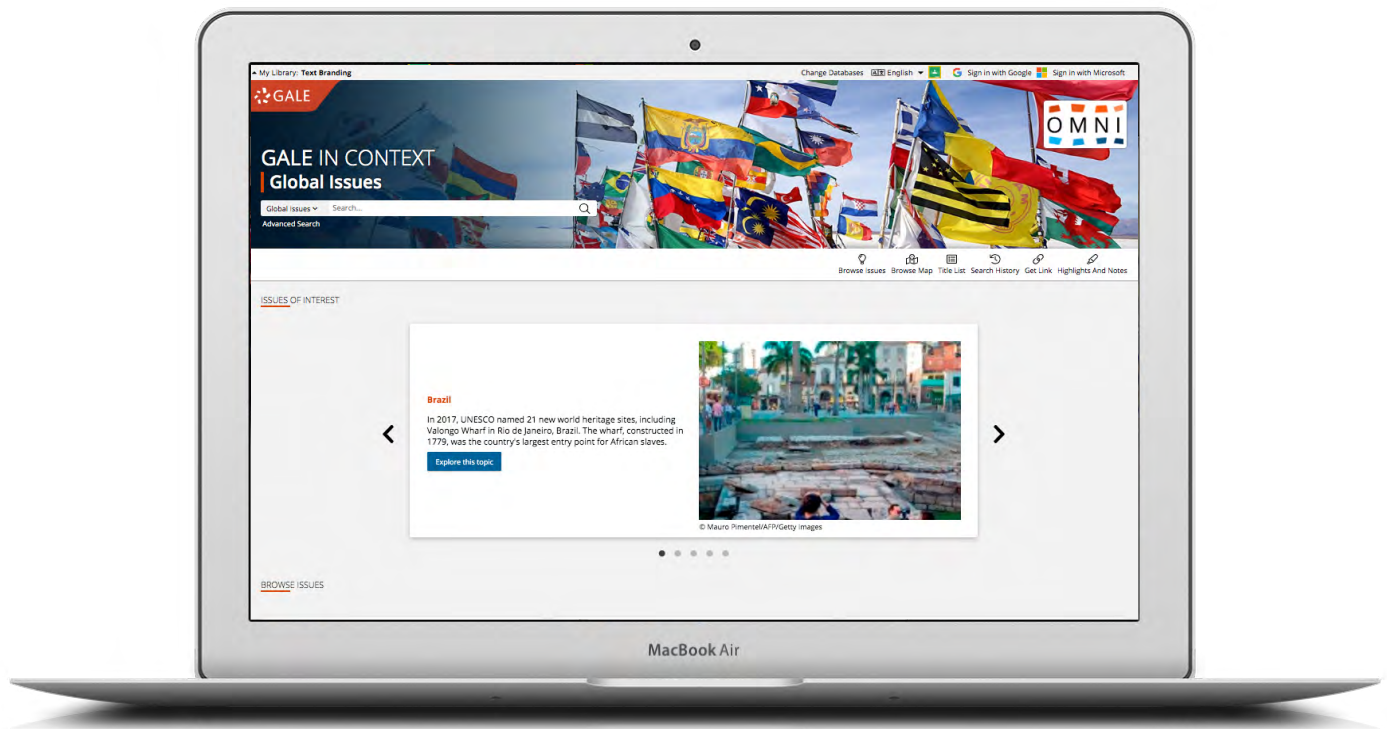 My Library: Text Branding
Change Databases English Sign in with Google Sign in with Microsoft
GALE
OMNI
GALE IN CONTEXT
Global Issues
Global Issues Search...
Advanced Search
Browse Issues Browse Map Title List Search History Get Link Highlights And Notes
ISSUES OF INTEREST
Brazil
In 2017, UNESCO named 21 new world heritage sites, including
Valongo Wharf in Rio de Janeiro, Brazil. The wharf, constructed in
1779, was the country's largest entry point for African slaves.
Explore this topic
© Mauro Pimentel/AFP/Getty Images
BROWSE ISSUES
MacBook Air